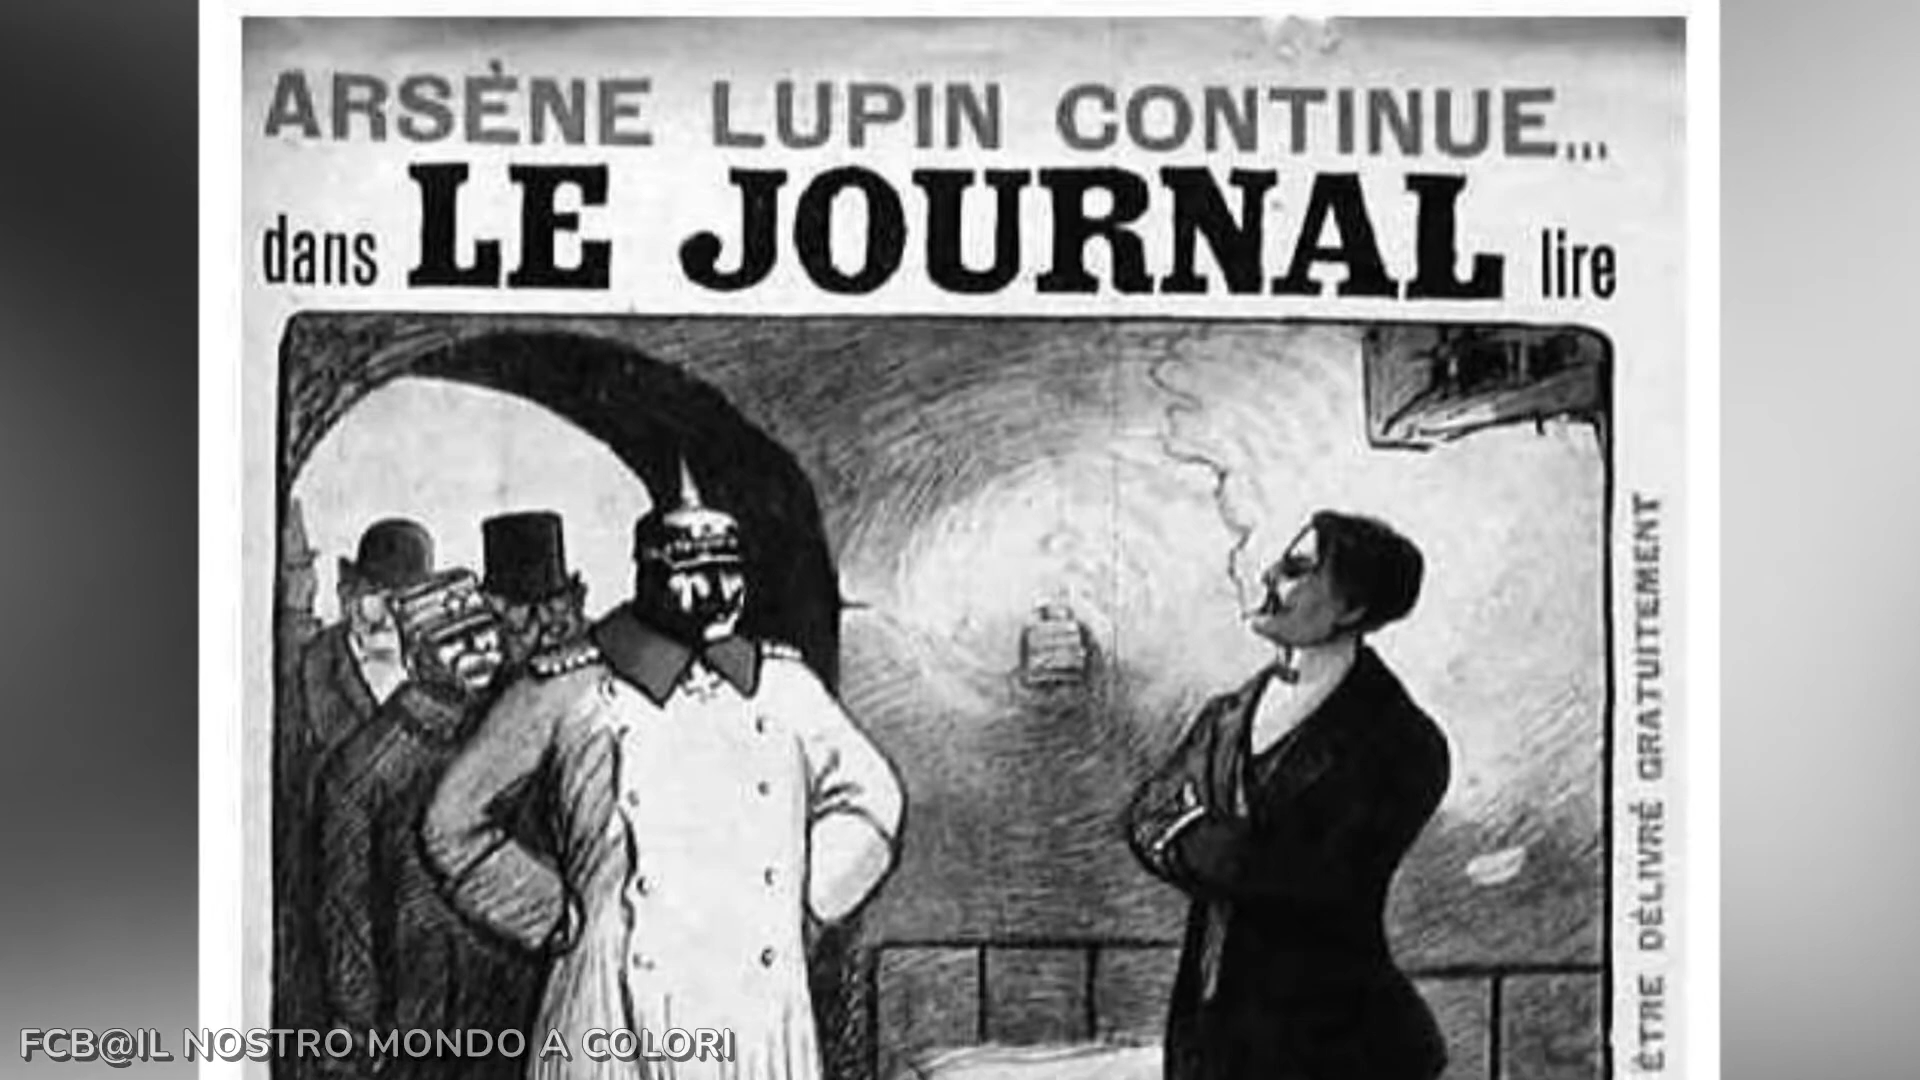 ARSÈNE LUPIN CONTINUE...
dans LE JOURNAL lire
ÊTRE DÉLIVRÉ GRATUITEMENT
FCB@IL NOSTRO MONDO A COLORI